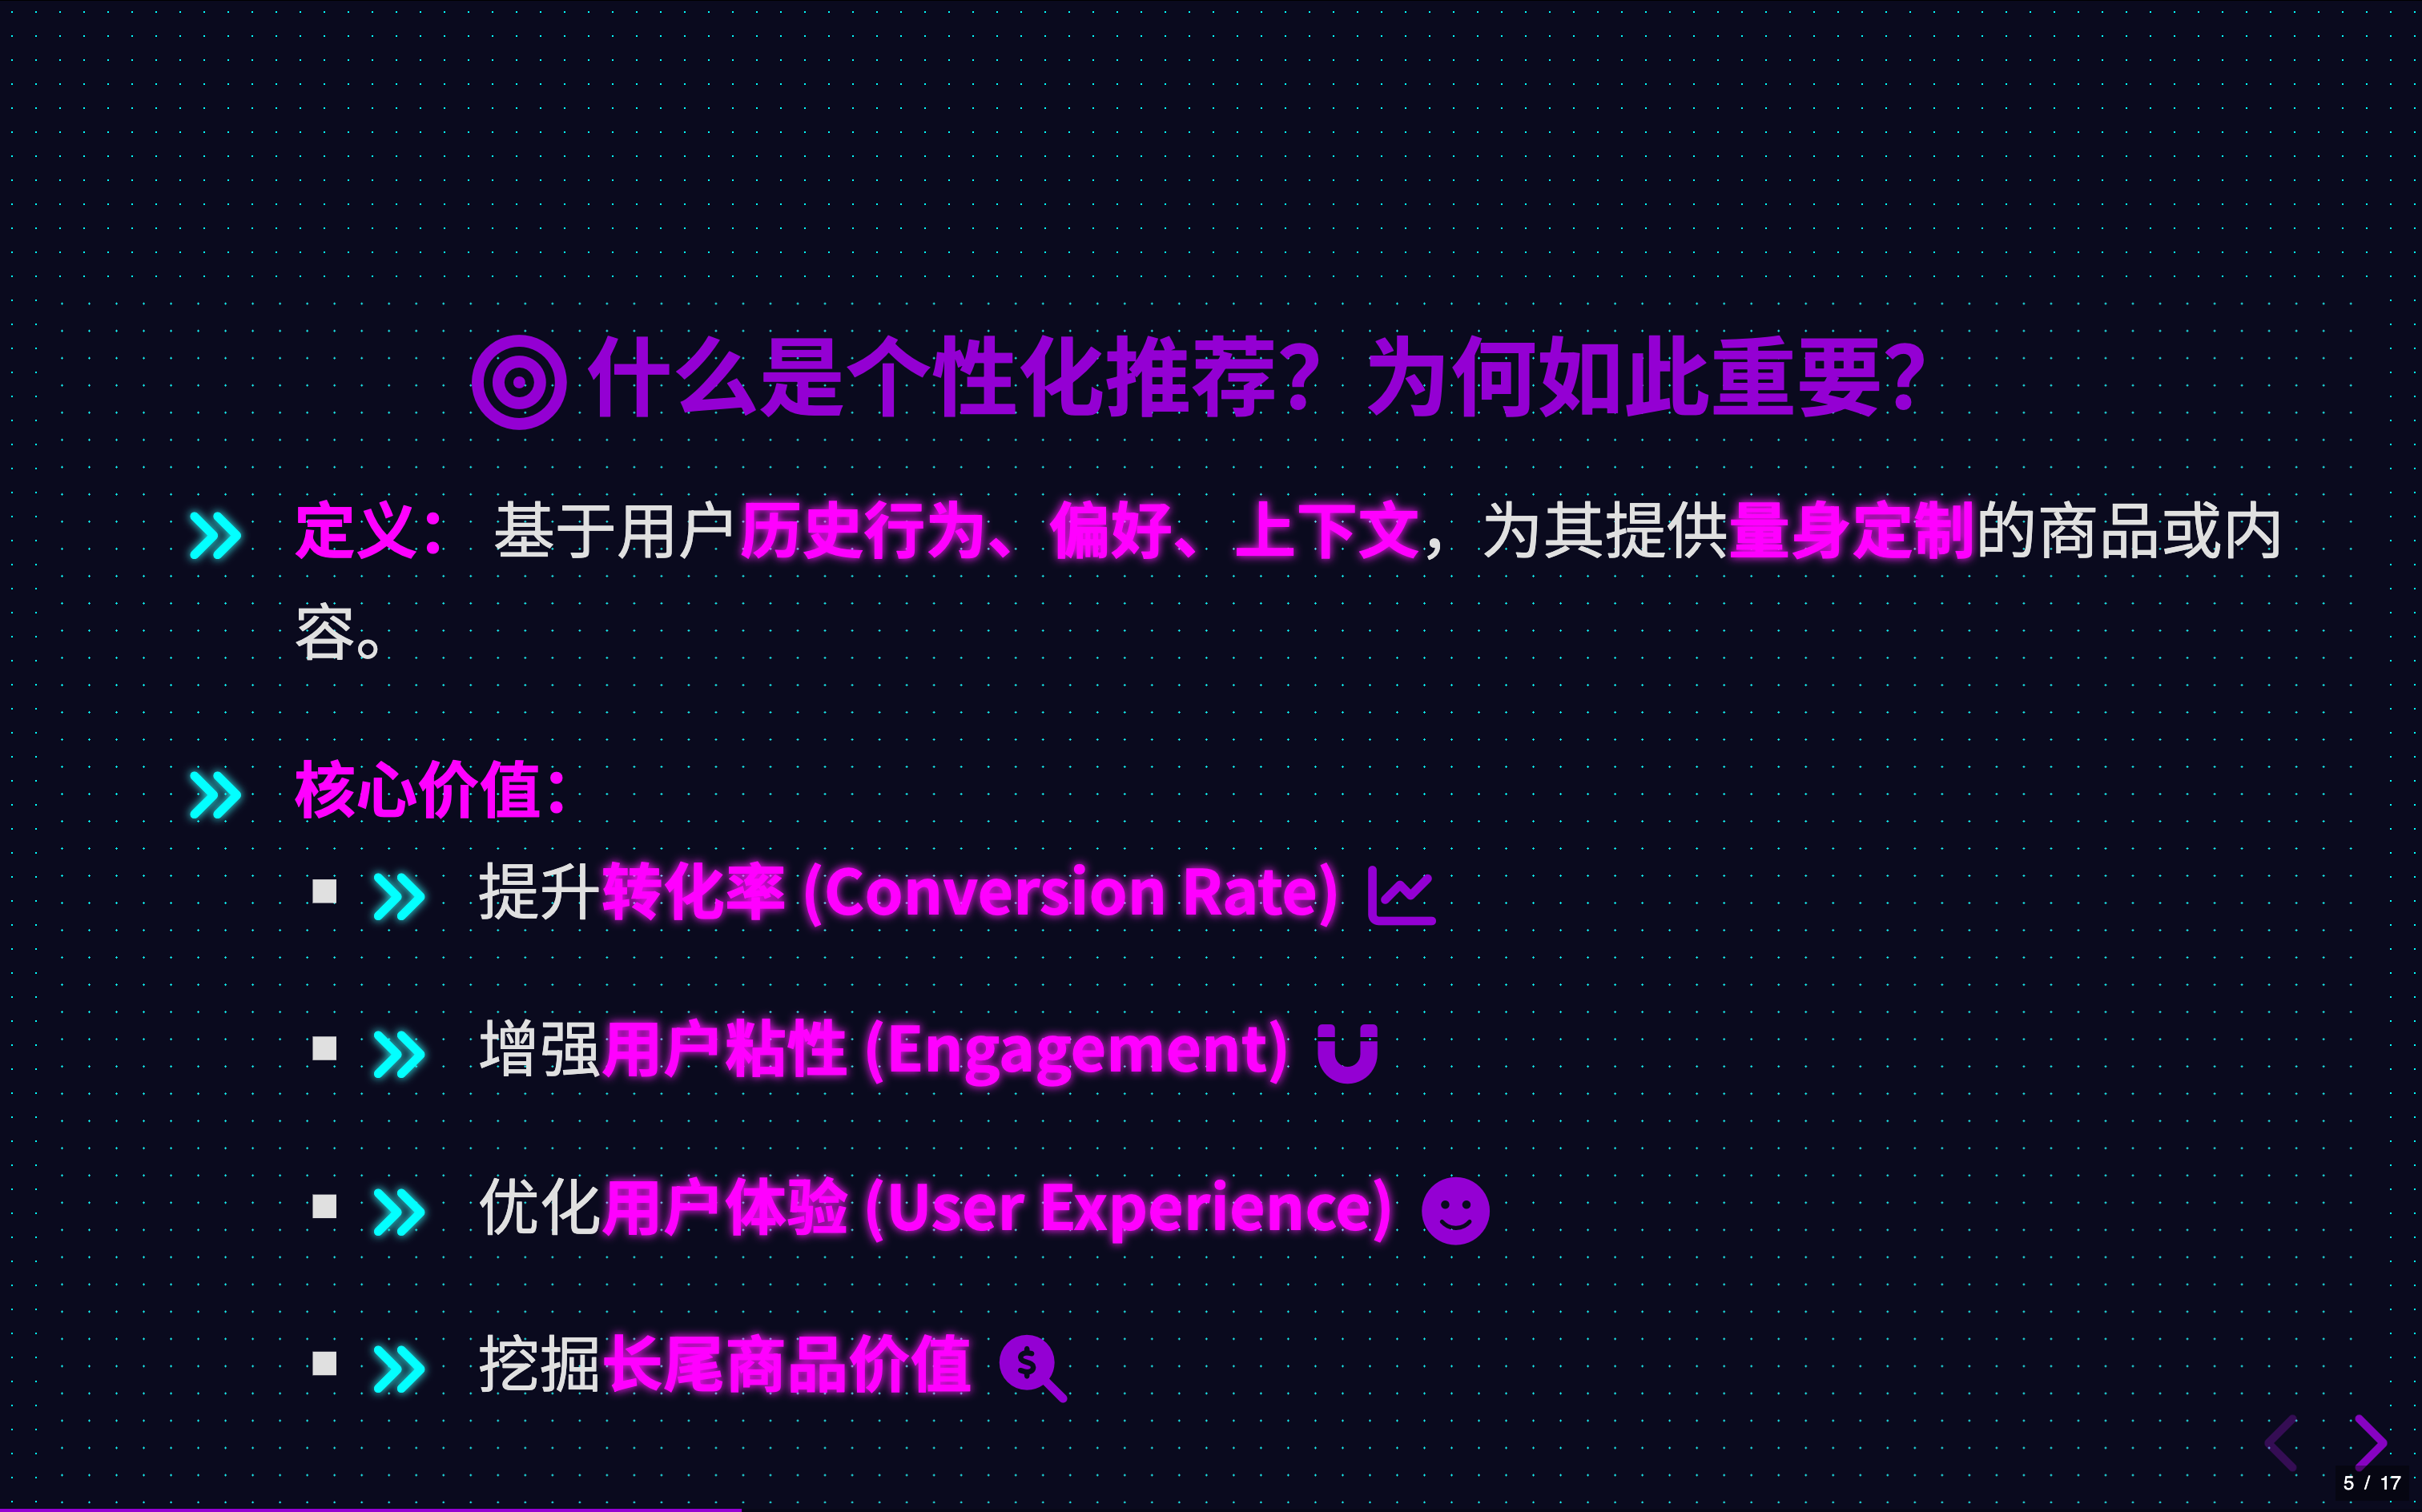 什么是个性化推荐？为何如此重要？
定义： 基于用户历史行为、偏好、上下文，为其提供量身定制的商品或内
容。
核心价值：
提升转化率 (Conversion Rate)
增强用户粘性 (Engagement)
优化用户体验 (User Experience)
挖掘长尾商品价值
5 / 17